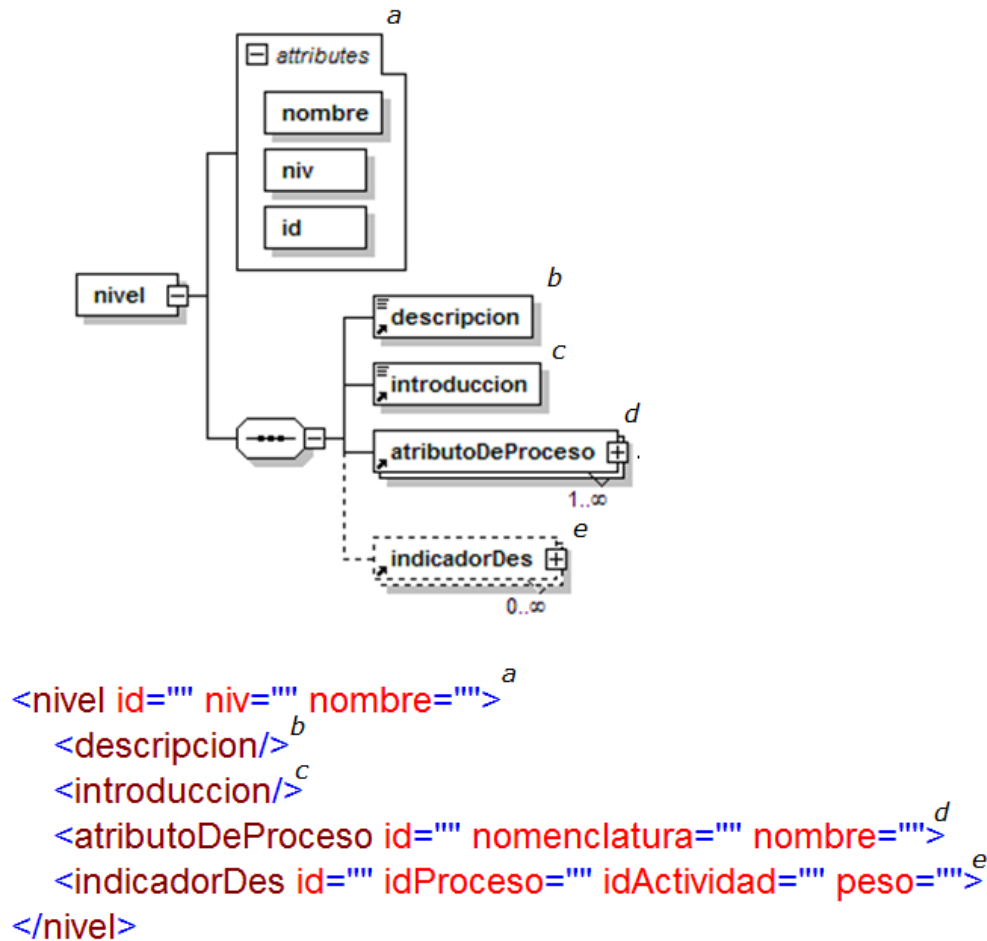 a
attributes
nombre
niv
id
nivel
b
descripcion
c
introduccion
d
atributoDeProceso
1..∞
e
indicadorDes
0..∞
<nivel id="" niv="" nombre="">a
<descripcion/>b
<introduccion/>c
<atributoDeProceso id="" nomenclatura="" nombre="">d
<indicadorDes id="" idProceso="" idActividad="" peso="">e
</nivel>